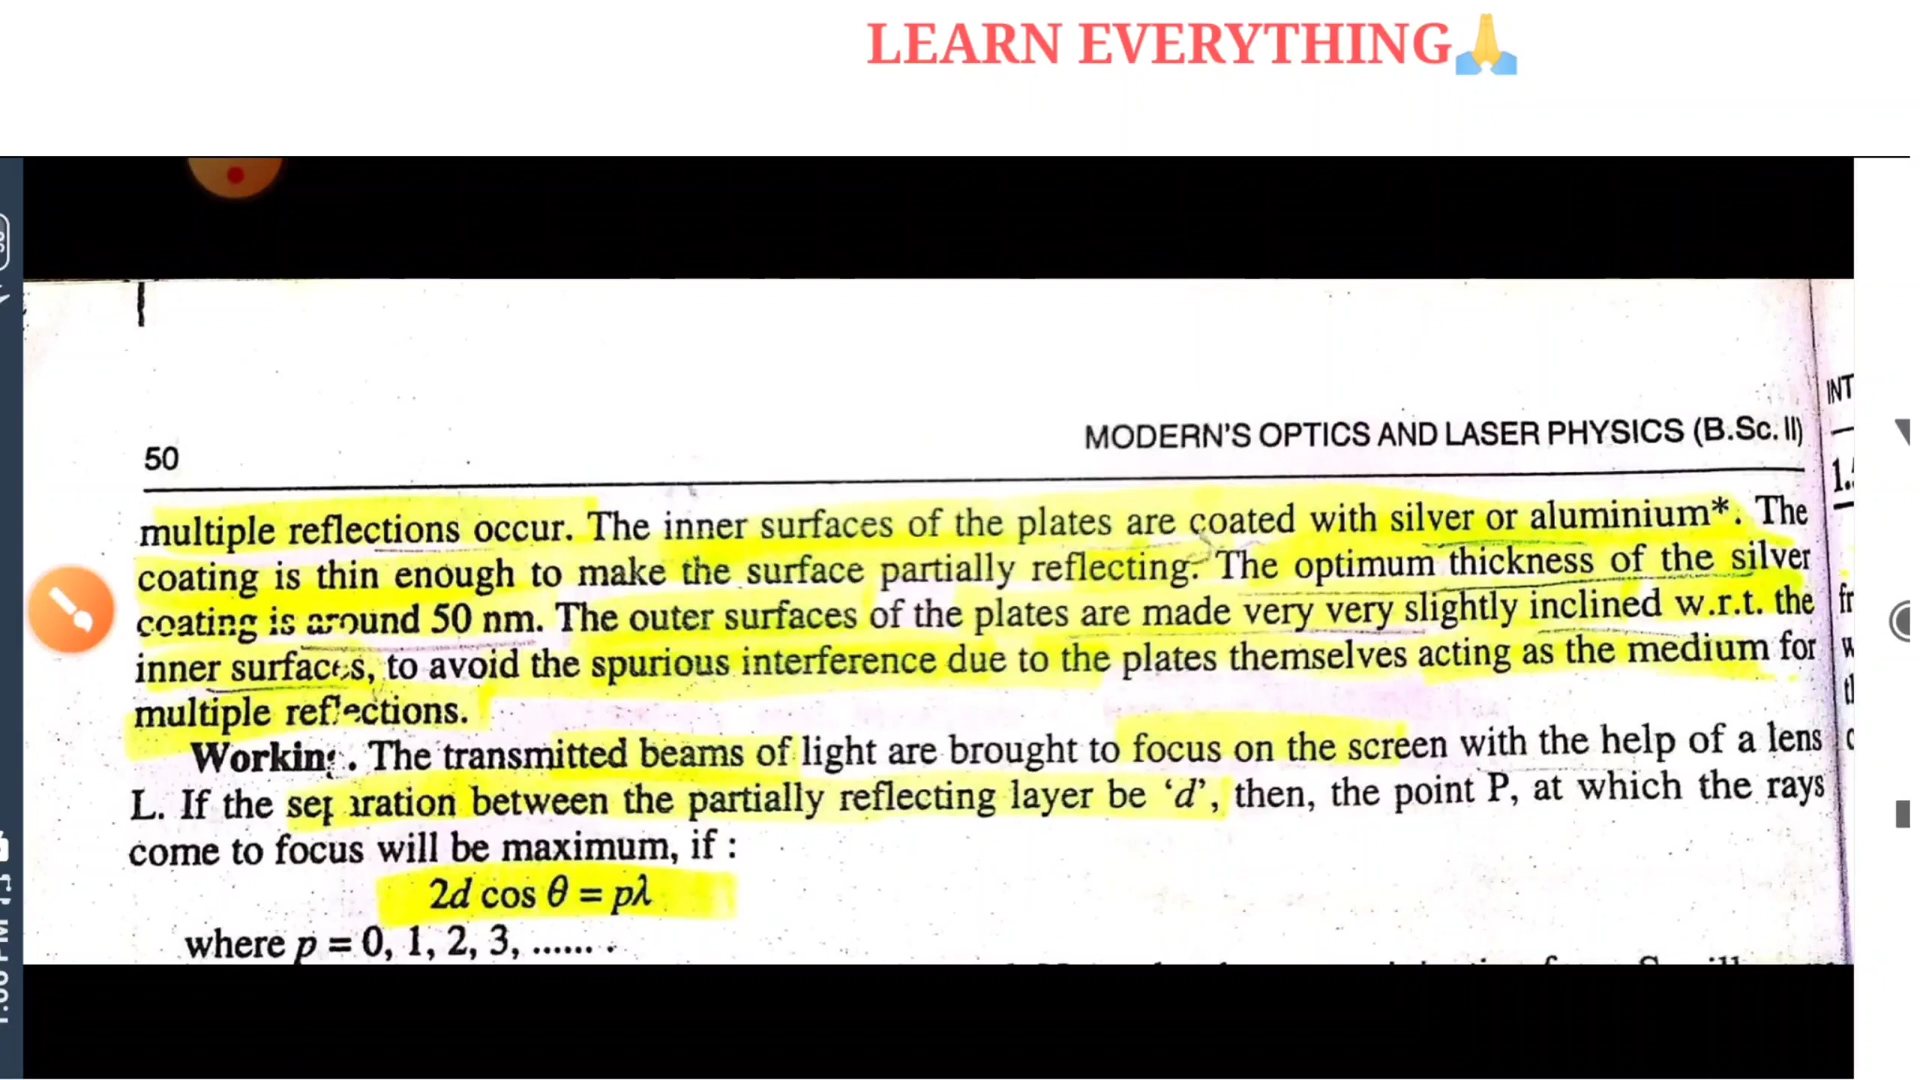 LEARN EVERYTHING🙏
INT
50
MODERN'S OPTICS AND LASER PHYSICS (B.Sc. II)
multiple reflections occur. The inner surfaces of the plates are coated with silver or aluminium*. The
coating is thin enough to make the surface partially reflecting. The optimum thickness of the silver
coating is around 50 nm. The outer surfaces of the plates are made very very slightly inclined w.r.t. the
inner surfaces, to avoid the spurious interference due to the plates themselves acting as the medium for
multiple reflections.
Working. The transmitted beams of light are brought to focus on the screen with the help of a lens
L. If the separation between the partially reflecting layer be ‘d’, then, the point P, at which the rays
come to focus will be maximum, if :
2d cos θ = pλ
where p = 0, 1, 2, 3, ...... .